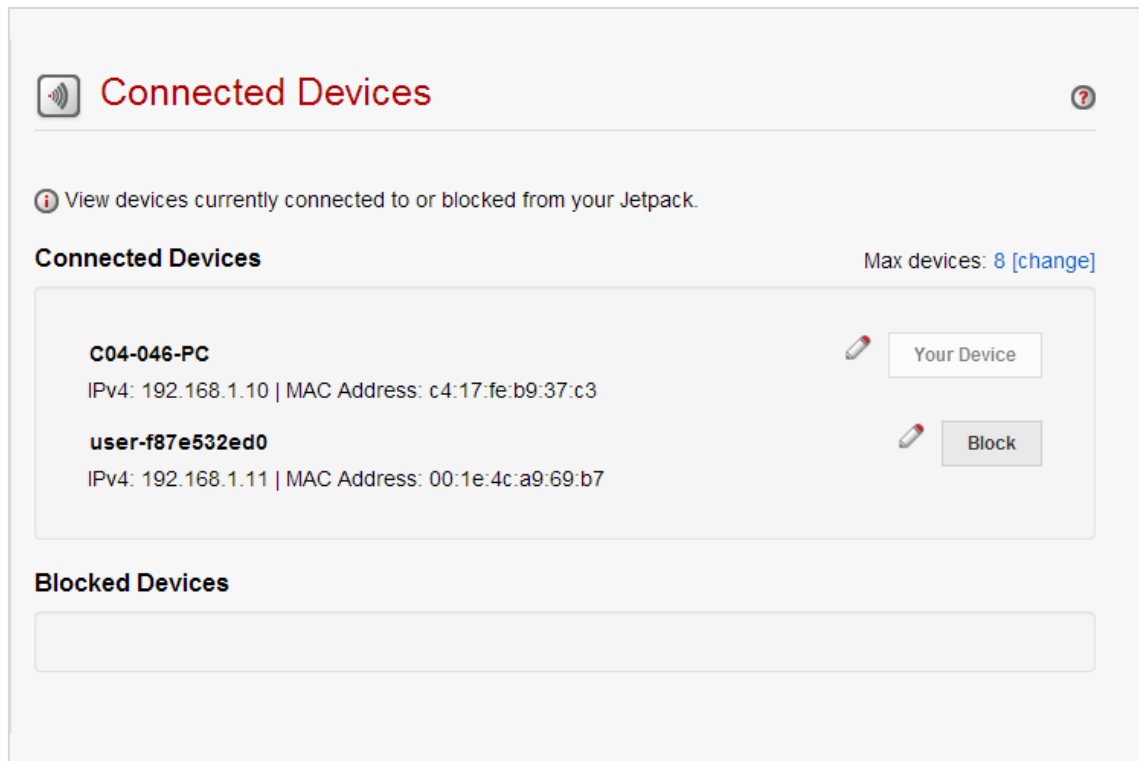 Connected Devices
View devices currently connected to or blocked from your Jetpack.
Connected Devices
Max devices: 8 [change]
C04-046-PC
Your Device
IPv4: 192.168.1.10 | MAC Address: c4:17:fe:b9:37:c3
user-f87e532ed0
Block
IPv4: 192.168.1.11 | MAC Address: 00:1e:4c:a9:69:b7
Blocked Devices